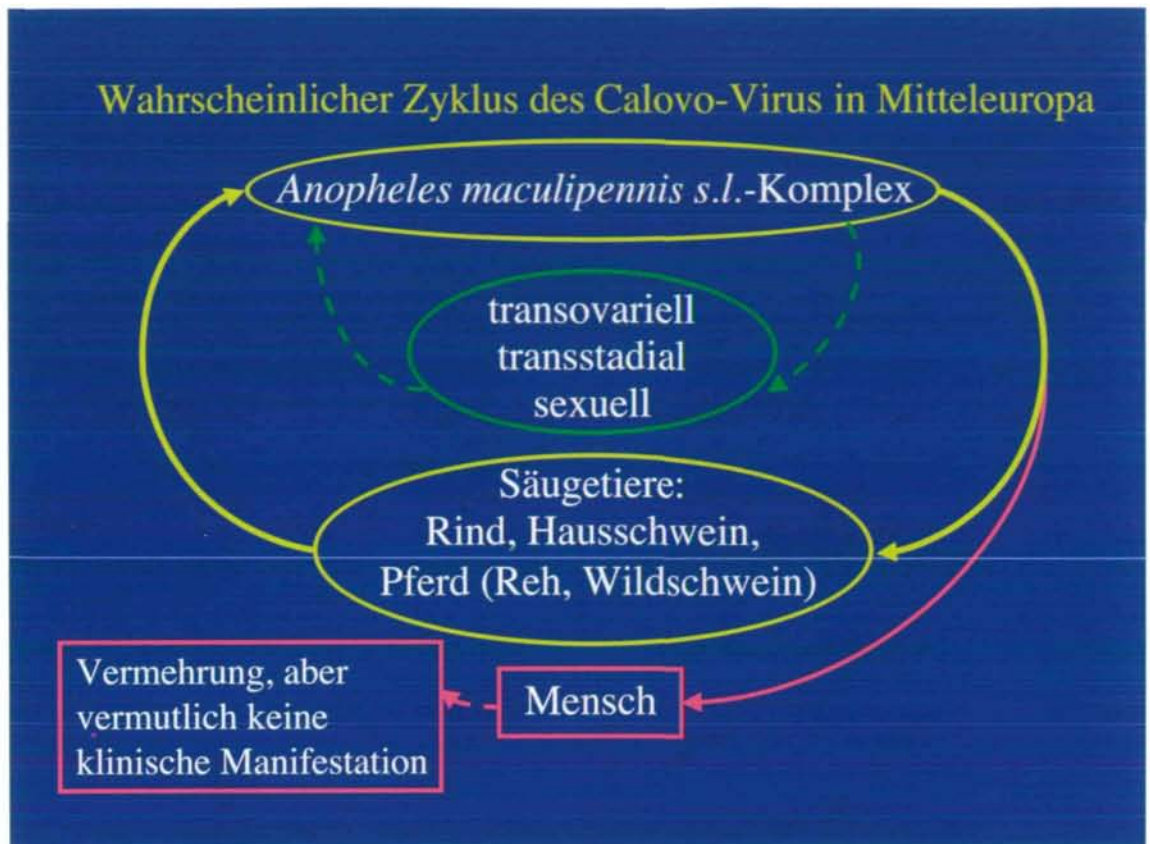 Wahrscheinlicher Zyklus des Calovo-Virus in Mitteleuropa
Anopheles maculipennis s.l.-Komplex
transovariell
transstadial
sexuell
Säugetiere:
Rind, Hausschwein,
Pferd (Reh, Wildschwein)
Mensch
Vermehrung, aber
vermutlich keine
klinische Manifestation